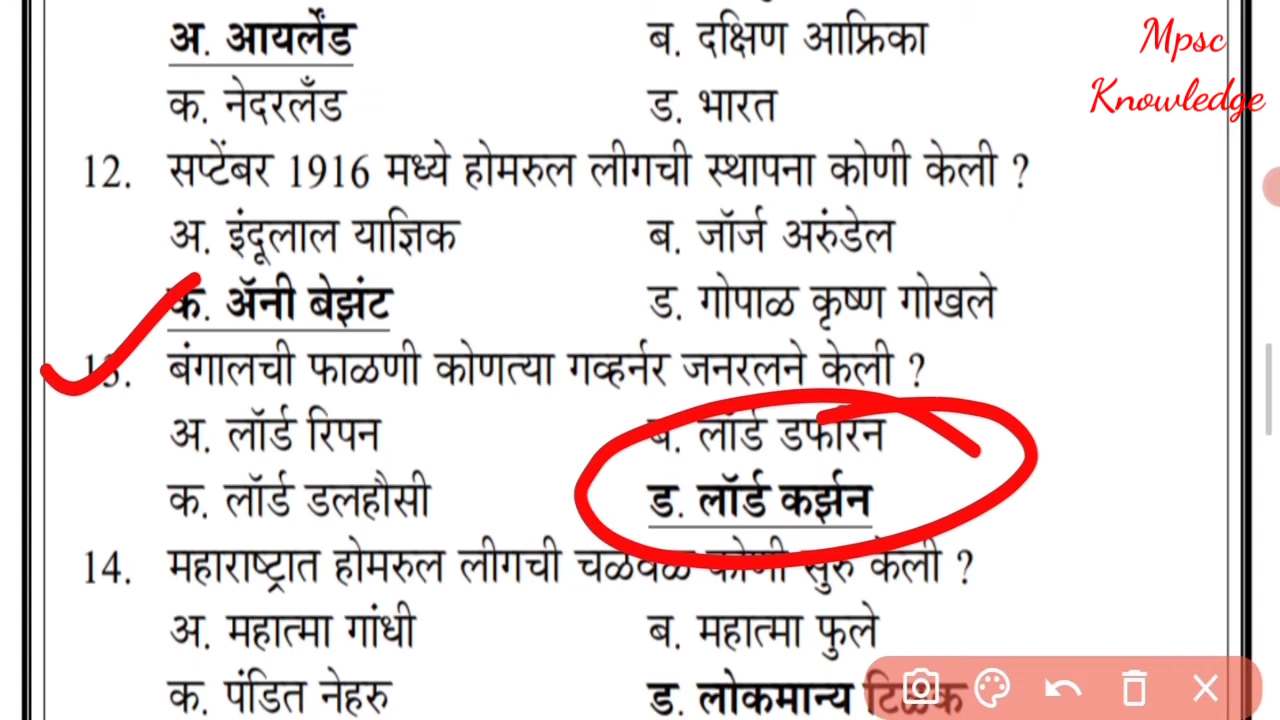 अ. आयर्लेंड ब. दक्षिण आफ्रिका
Mpsc
Knowledge
क. नेदरलँड ड. भारत
12. सप्टेंबर 1916 मध्ये होमरुल लीगची स्थापना कोणी केली ?
अ. इंदूलाल याज्ञिक ब. जॉर्ज अरुंडेल
क. ॲनी बेझंट ड. गोपाळ कृष्ण गोखले
13. बंगालची फाळणी कोणत्या गव्हर्नर जनरलने केली ?
अ. लॉर्ड रिपन ब. लॉर्ड डफरिन
क. लॉर्ड डलहौसी ड. लॉर्ड कर्झन
14. महाराष्ट्रात होमरुल लीगची चळवळ कोणी सुरु केली ?
अ. महात्मा गांधी ब. महात्मा फुले
क. पंडित नेहरु ड. लोकमान्य टिळक